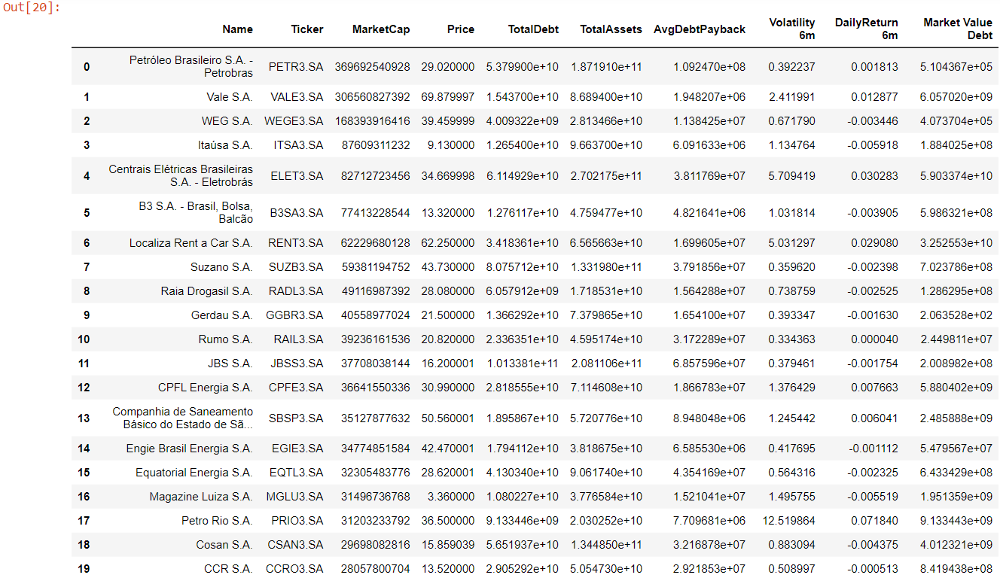 Out[20]:
Name Ticker MarketCap Price TotalDebt TotalAssets AvgDebtPayback Volatility 6m DailyReturn 6m Market Value Debt
0 Petróleo Brasileiro S.A. - Petrobras PETR3.SA 369692540928 29.020000 5.379900e+10 1.871910e+11 1.092470e+08 0.392237 0.001813 5.104367e+05
1 Vale S.A. VALE3.SA 306560827392 69.879997 1.543700e+10 8.689400e+10 1.948207e+06 2.411991 0.012877 6.057020e+09
2 WEG S.A. WEGE3.SA 168393916416 39.459999 4.009322e+09 2.813466e+10 1.138425e+07 0.671790 -0.003446 4.073704e+05
3 Itaúsa S.A. ITSA3.SA 87609311232 9.130000 1.265400e+10 9.663700e+10 6.091633e+06 1.134764 -0.005918 1.884025e+08
4 Centrais Elétricas Brasileiras S.A. - Eletrobrás ELET3.SA 82712723456 34.669998 6.114929e+10 2.702175e+11 3.811769e+07 5.709419 0.030283 5.903374e+10
5 B3 S.A. - Brasil, Bolsa, Balcão B3SA3.SA 77413228544 13.320000 1.276117e+10 4.759477e+10 4.821641e+06 1.031814 -0.003905 5.986321e+08
6 Localiza Rent a Car S.A. RENT3.SA 62229680128 62.250000 3.418361e+10 6.565663e+10 1.699605e+07 5.031297 0.029080 3.252553e+10
7 Suzano S.A. SUZB3.SA 59381194752 43.730000 8.075712e+10 1.331980e+11 3.791856e+07 0.359620 -0.002398 7.023786e+08
8 Raia Drogasil S.A. RADL3.SA 49116987392 28.080000 6.057912e+09 1.718531e+10 1.564288e+07 0.738759 -0.002525 1.286295e+08
9 Gerdau S.A. GGBR3.SA 40558977024 21.500000 1.366292e+10 7.379865e+10 1.654100e+07 0.393347 -0.001630 2.063528e+02
10 Rumo S.A. RAIL3.SA 39236161536 20.820000 2.336351e+10 4.595174e+10 3.172289e+07 0.334363 0.000040 2.449811e+07
11 JBS S.A. JBSS3.SA 37708038144 16.200001 1.013381e+11 2.081106e+11 6.857596e+07 0.379461 -0.001754 2.008982e+08
12 CPFL Energia S.A. CPFE3.SA 36641550336 30.990000 2.818555e+10 7.114608e+10 1.866783e+07 1.376429 0.007663 5.880402e+09
13 Companhia de Saneamento Básico do Estado de Sã... SBSP3.SA 35127877632 50.560001 1.895867e+10 5.720776e+10 8.948048e+06 1.245442 0.006041 2.485888e+09
14 Engie Brasil Energia S.A. EGIE3.SA 34774851584 42.470001 1.794112e+10 3.818675e+10 6.585530e+06 0.417695 -0.001112 5.479567e+07
15 Equatorial Energia S.A. EQTL3.SA 32305483776 28.620001 4.130340e+10 9.061740e+10 4.354169e+07 0.564316 -0.002325 6.433429e+08
16 Magazine Luiza S.A. MGLU3.SA 31496736768 3.360000 1.080227e+10 3.776584e+10 1.521041e+07 1.495755 -0.005519 1.951359e+09
17 Petro Rio S.A. PRIO3.SA 31203233792 36.500000 9.133446e+09 2.030252e+10 7.709681e+06 12.519864 0.071840 9.133443e+09
18 Cosan S.A. CSAN3.SA 29698082816 15.859039 5.651937e+10 1.344850e+11 3.216878e+07 0.883094 -0.004375 4.012321e+09
19 CCR S.A. CCRO3.SA 28057800704 13.520000 2.905292e+10 5.054730e+10 2.921853e+07 0.508997 -0.000513 8.419438e+08